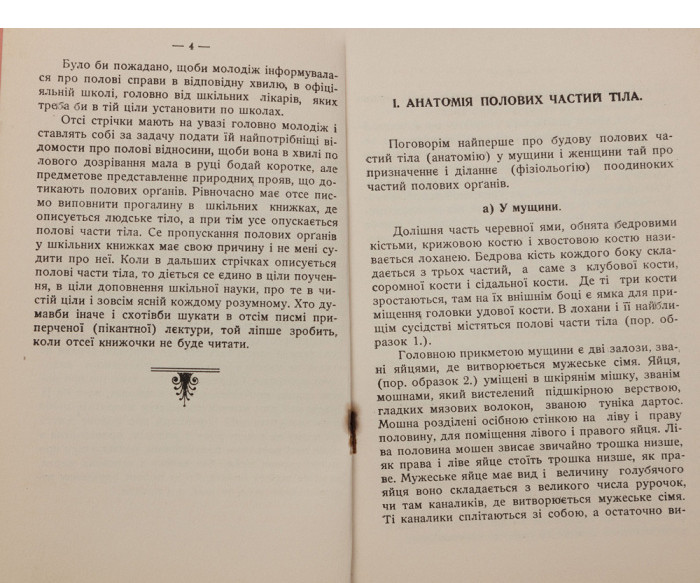 — 4 —
Було би пожадано, щоби молодіж інформувала-
ся про полові справи в відповідну хвилю, в офіці-
яльній школі, головно від шкільних лікарів, яких
треба би в тій ціли установити по школах.
Отсі стрічки мають на увазі головно молодіж і
ставлять собі за задачу подати їй найпотрібніщі ві-
домости про полові відносини, щоби вона в хвилі по
лового дозрівання мала в руці бодай коротке, але
предметове представленнє природних прояв, що до-
тикають полових орґанів. Рівночасно має отсе пис-
мо виповнити прогалину в шкільних книжках, де
описується людське тіло, а при тім усе опускається
полові части тіла. Се пропускання полових орґанів
у шкільних книжках має свою причину і не мені су-
дити про неї. Коли в дальших стрічках описується
полові части тіла, то діється се єдино в ціли поучен-
ня, в ціли доповнення шкільної науки, про те в чи-
стій ціли і зовсім ясній кождому розумному. Хто ду-
мавби иначе і схотівби шукати в отсім писмі при-
перченої (пікантної) лєктури, той ліпше зробить,
коли отсеї книжочки не буде читати.
І. АНАТОМІЯ ПОЛОВИХ ЧАСТИЙ ТІЛА.
Поговорім найперше про будову полових ча-
стий тіла (анатомію) у мущини і женщини тай про
призначеннє і діланнє (фізіольоґію) поодиноких
частий полових орґанів.
а) У мущини.
Долішня часть черевної ями, обнята бедровими
кістьми, крижовою костю і хвостовою костю нази-
вається лоханею. Бедрова кість кождого боку скла-
дається з трьох частий, а саме з клубової кости,
соромної кости і сідальної кости. Де ті три кости
зростаються, там на їх внішнім боці є ямка для при-
міщення головки удової кости. В лохани і її найбли-
щім сусідстві містяться полові части тіла (пор. об-
разок 1.).
Головною прикметою мущини є дві залози, зва-
ні яйцями, де витворюється мужеське сімя. Яйця,
(пор. образок 2.) уміщені в шкірянім мішку, званім
мошнами, який вистелений підшкірною верствою,
гладких мязових волокон, званою туніка дартос.
Мошна розділені осібною стінкою на ліву і праву
половину, для поміщення лівого і правого яйця. Лі-
ва половина мошен звисає звичайно трошка низше,
як права і ліве яйце стоїть трошка низше, як пра-
ве. Мужеське яйце має вид і величину голубячого
яйця воно складається з великого числа рурочок,
чи там каналиків, де витворюється мужеське сімя.
Ті каналики сплітаються зі собою, а остаточно ви-